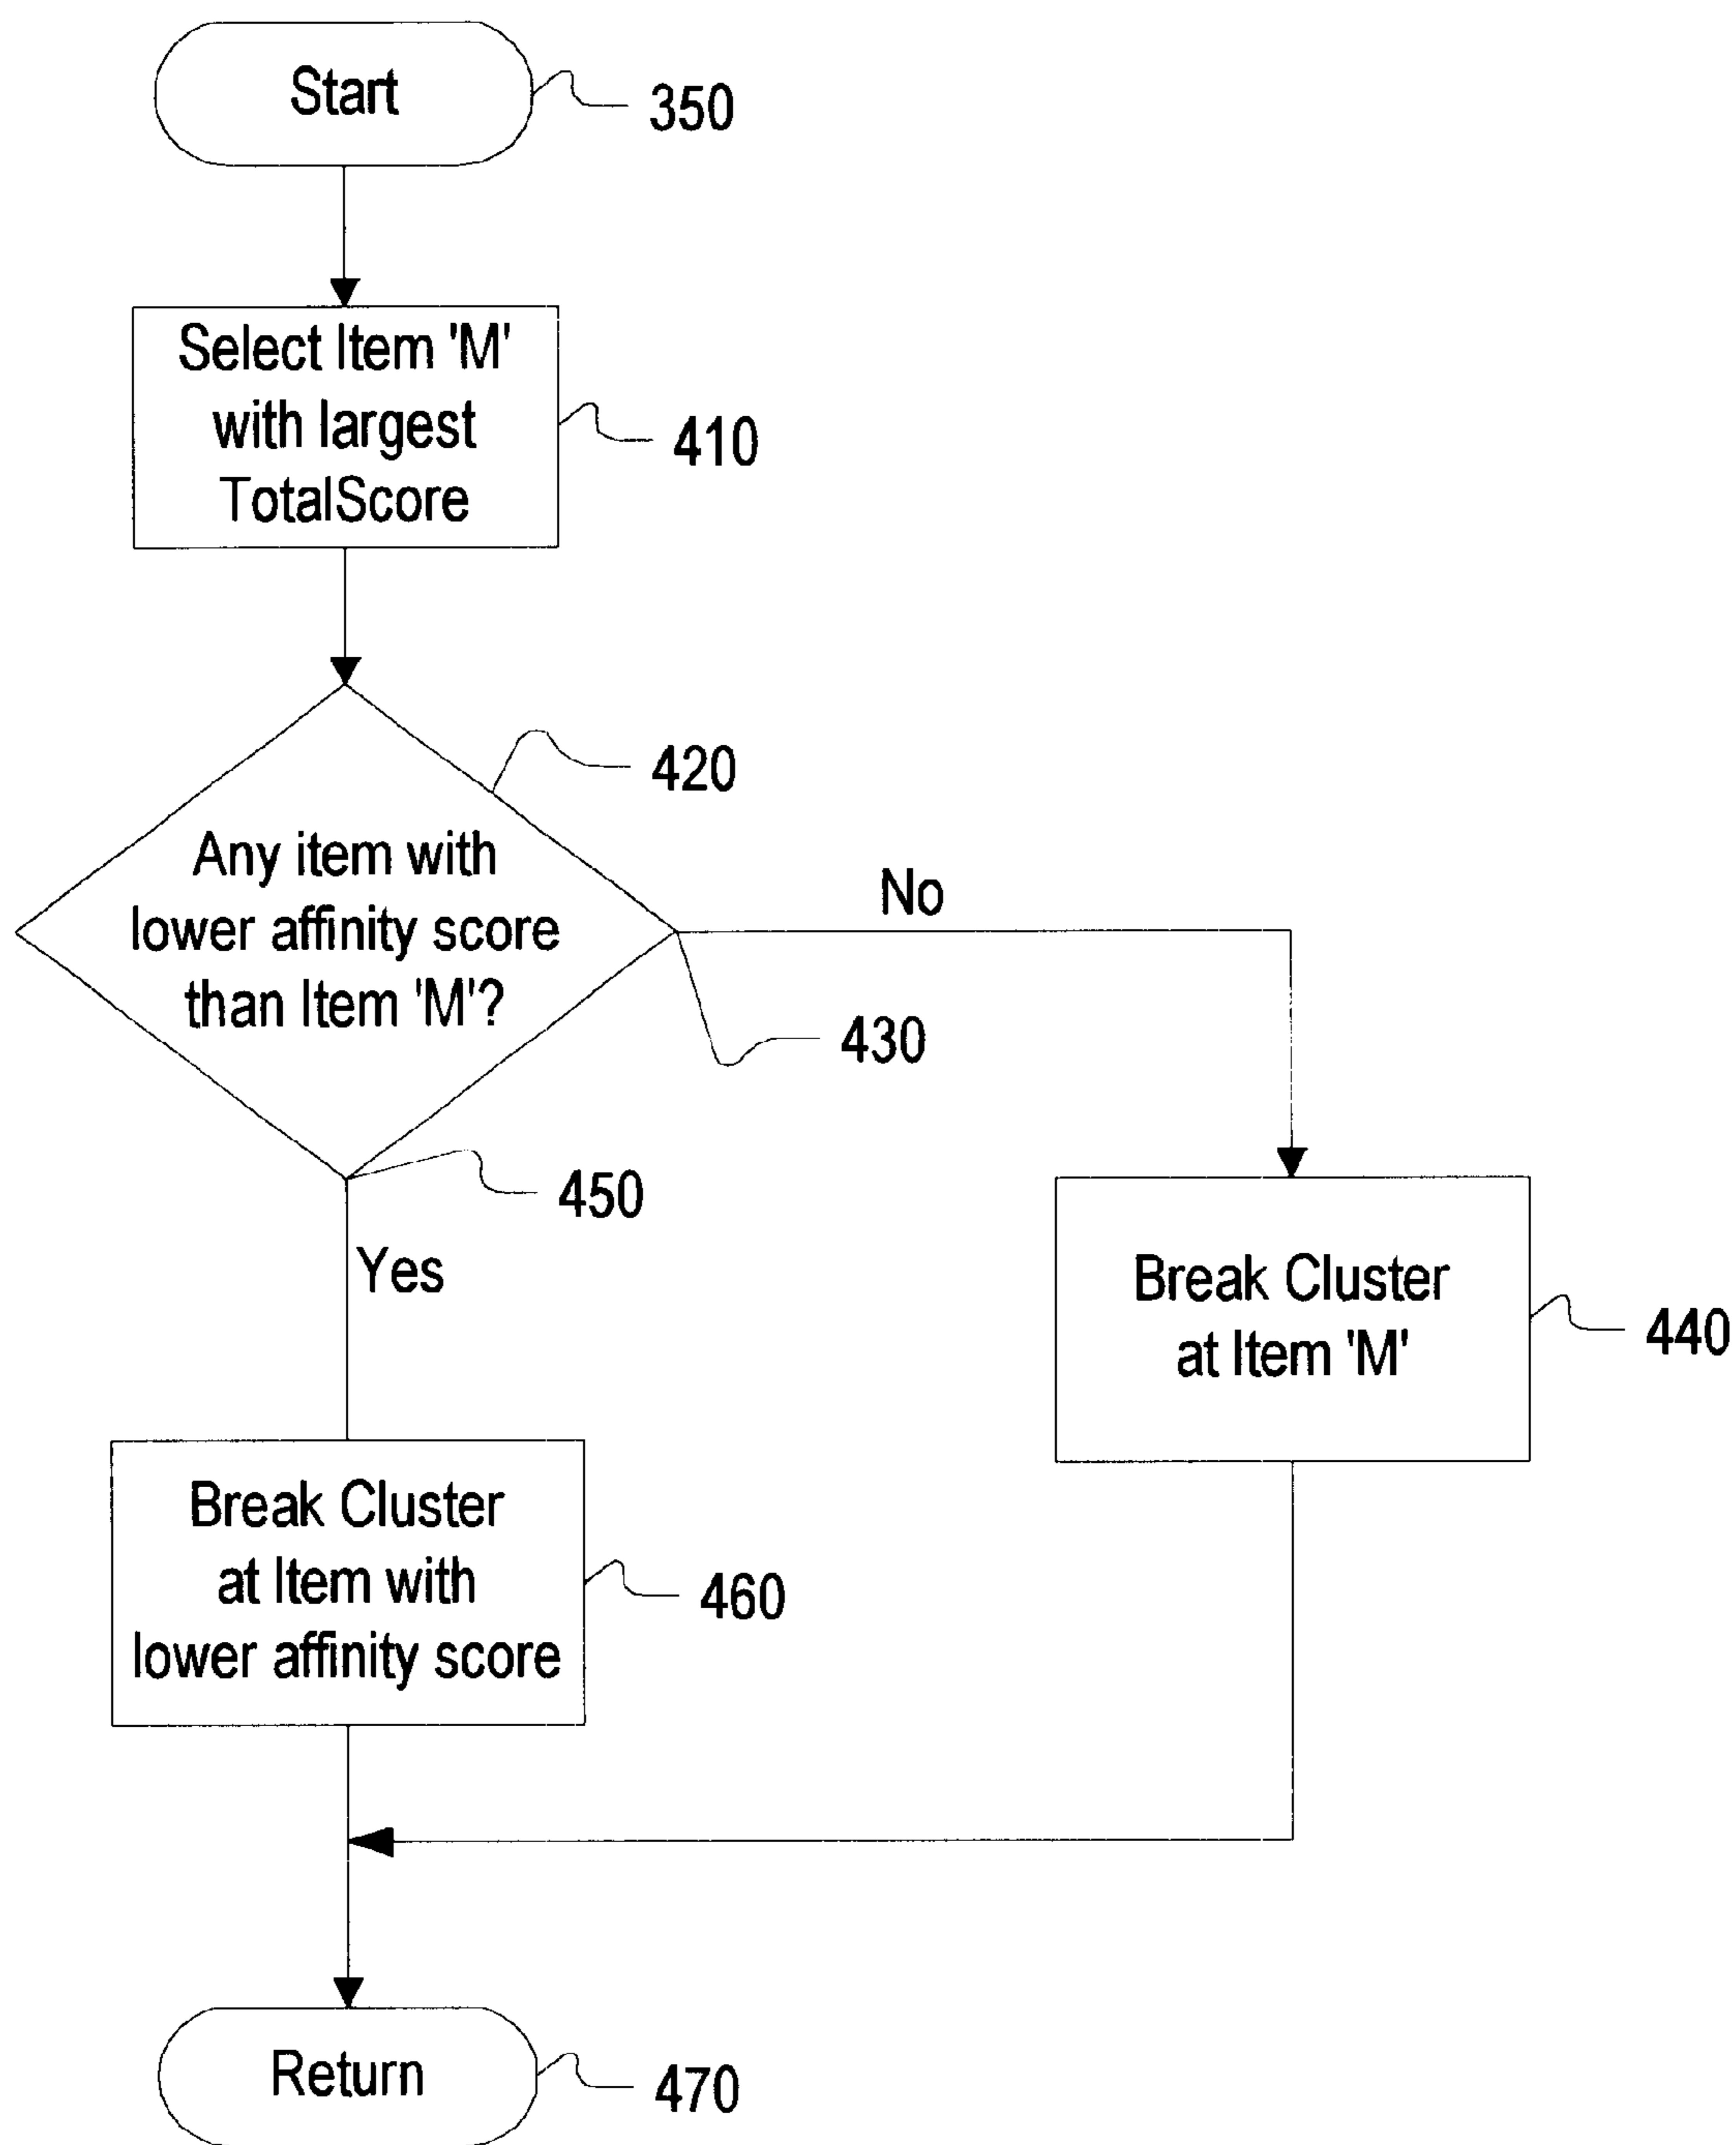 Start
350
Select Item 'M'
with largest
TotalScore
410
420
Any item with
lower affinity score
than Item 'M'?
No
430
450
Yes
Break Cluster
at Item 'M'
440
Break Cluster
at Item with
lower affinity score
460
Return
470